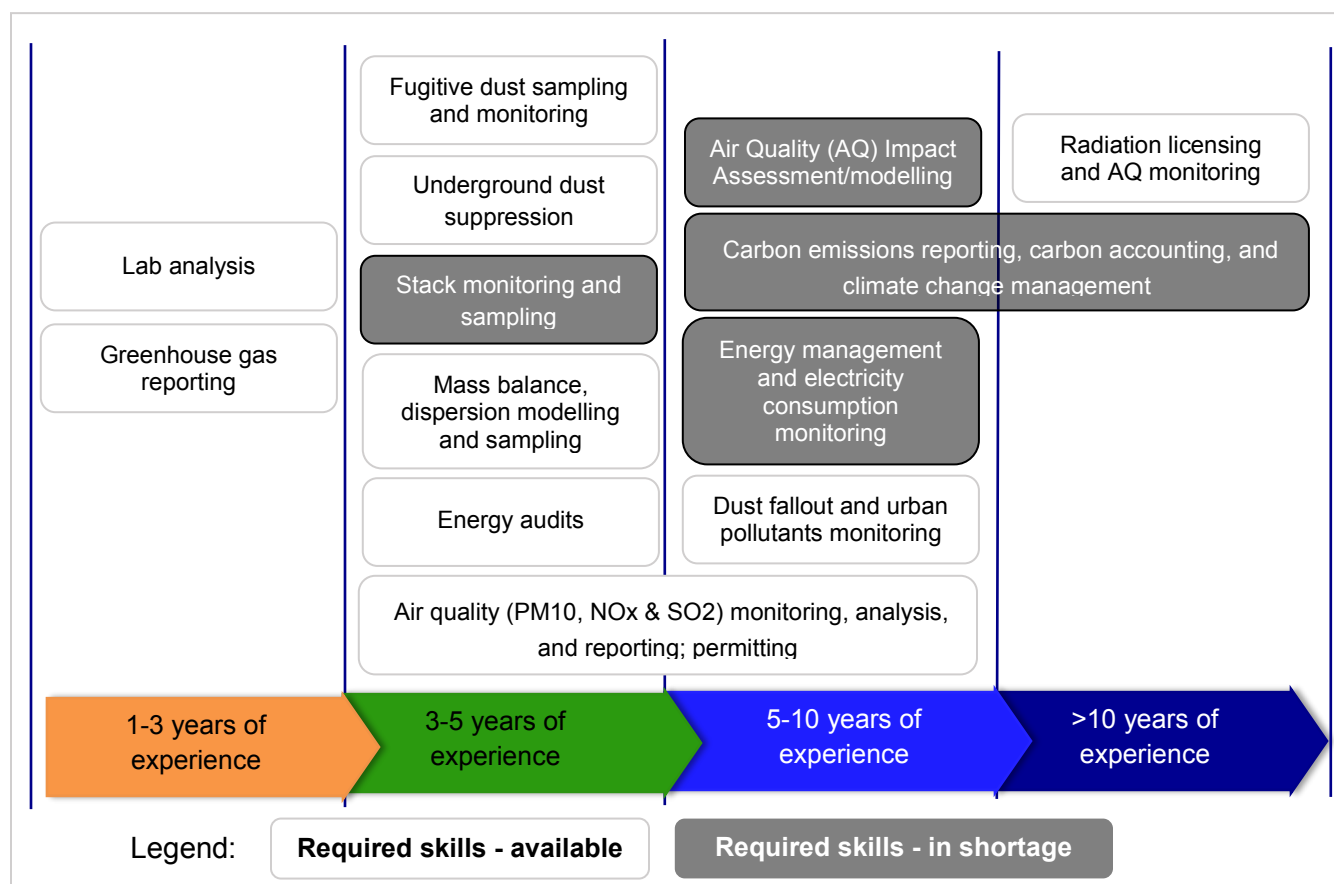 Fugitive dust sampling
and monitoring
Underground dust
suppression
Lab analysis
Greenhouse gas
reporting
Stack monitoring and
sampling
Mass balance,
dispersion modelling
and sampling
Energy audits
Air Quality (AQ) Impact
Assessment/modelling
Radiation licensing
and AQ monitoring
Carbon emissions reporting, carbon accounting, and
climate change management
Energy management
and electricity
consumption
monitoring
Dust fallout and urban
pollutants monitoring
Air quality (PM10, NOx & SO2) monitoring, analysis,
and reporting; permitting
1-3 years of
experience
3-5 years of
experience
5-10 years of
experience
>10 years of
experience
Legend:
Required skills - available
Required skills - in shortage